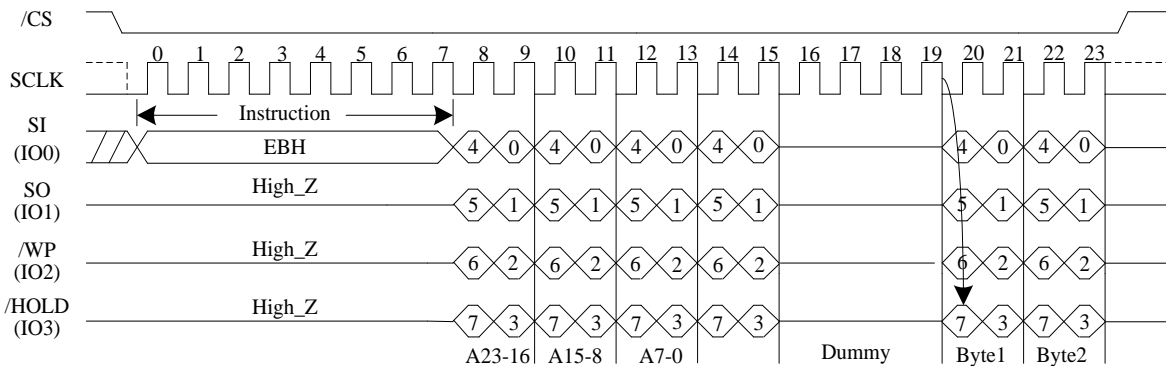 /CS
0 1 2 3 4 5 6 7 8 9 10 11 12 13 14 15 16 17 18 19 20 21 22 23
SCLK
Instruction
SI
(IO0)
EBH
4 0 4 0 4 0 4 0 4 0 4 0
SO
(IO1)
High_Z
5 1 5 1 5 1 5 1 5 1 5 1
/WP
(IO2)
High_Z
6 2 6 2 6 2 6 2 6 2 6 2
/HOLD
(IO3)
High_Z
7 3 7 3 7 3 7 3 7 3 7 3
A23-16 A15-8 A7-0 Dummy Byte1 Byte2